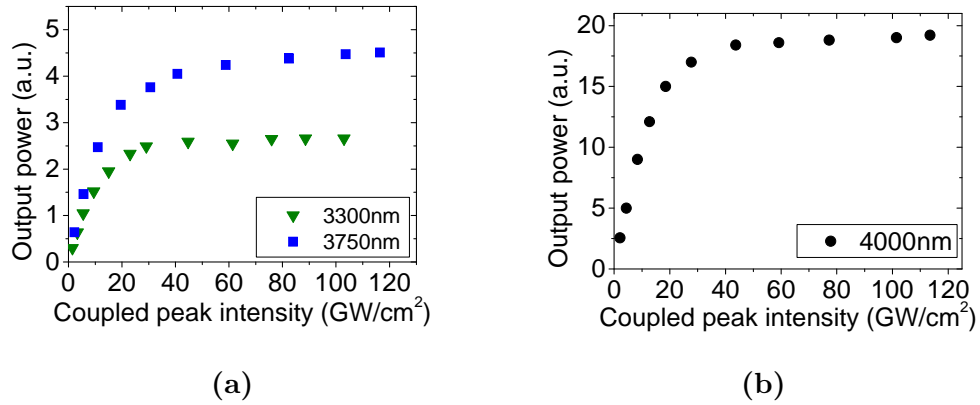 5
4
3
2
1
0
0 20 40 60 80 100 120
Output power (a.u.)
Coupled peak intensity (GW/cm²)
3300nm
3750nm
(a)
20
15
10
5
0
0 20 40 60 80 100 120
Output power (a.u.)
Coupled peak intensity (GW/cm²)
4000nm
(b)